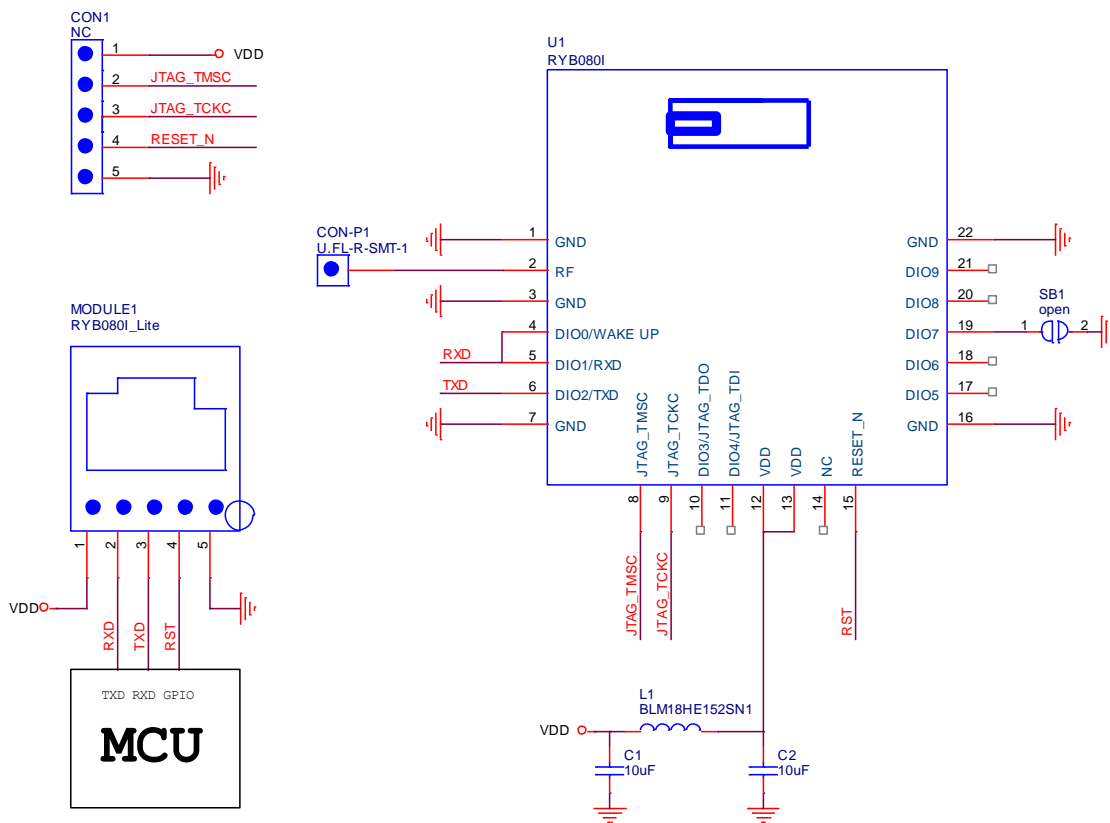 CON1
NC
1
VDD
2
JTAG_TMSC
3
JTAG_TCKC
4
RESET_N
5
U1
RYB080I
CON-P1
U.FL-R-SMT-1
1
GND
2
RF
3
GND
4
DIO0/WAKE UP
RXD
5
DIO1/RXD
TXD
6
DIO2/TXD
7
GND
GND
22
DIO9
21
DIO8
20
DIO7
19
SB1
open
1
2
DIO6
18
DIO5
17
GND
16
JTAG_TMSC
JTAG_TCKC
DIO3/JTAG_TDO
DIO4/JTAG_TDI
VDD
VDD
NC
RESET_N
8
9
10
11
12
13
14
15
JTAG_TMSC
JTAG_TCKC
RST
MODULE1
RYB080I_Lite
1
2
3
4
5
VDD
RXD
TXD
RST
TXD RXD GPIO
MCU
L1
BLM18HE152SN1
VDD
C1
10uF
C2
10uF